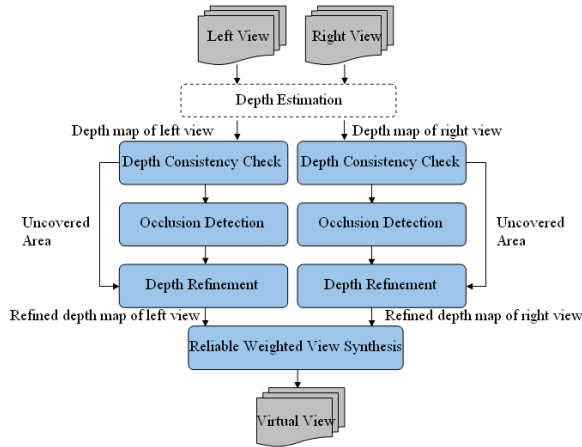 Left View
Right View
Depth Estimation
Depth map of left view
Depth map of right view
Depth Consistency Check
Depth Consistency Check
Uncovered
Area
Occlusion Detection
Occlusion Detection
Uncovered
Area
Depth Refinement
Depth Refinement
Refined depth map of left view
Refined depth map of right view
Reliable Weighted View Synthesis
Virtual View